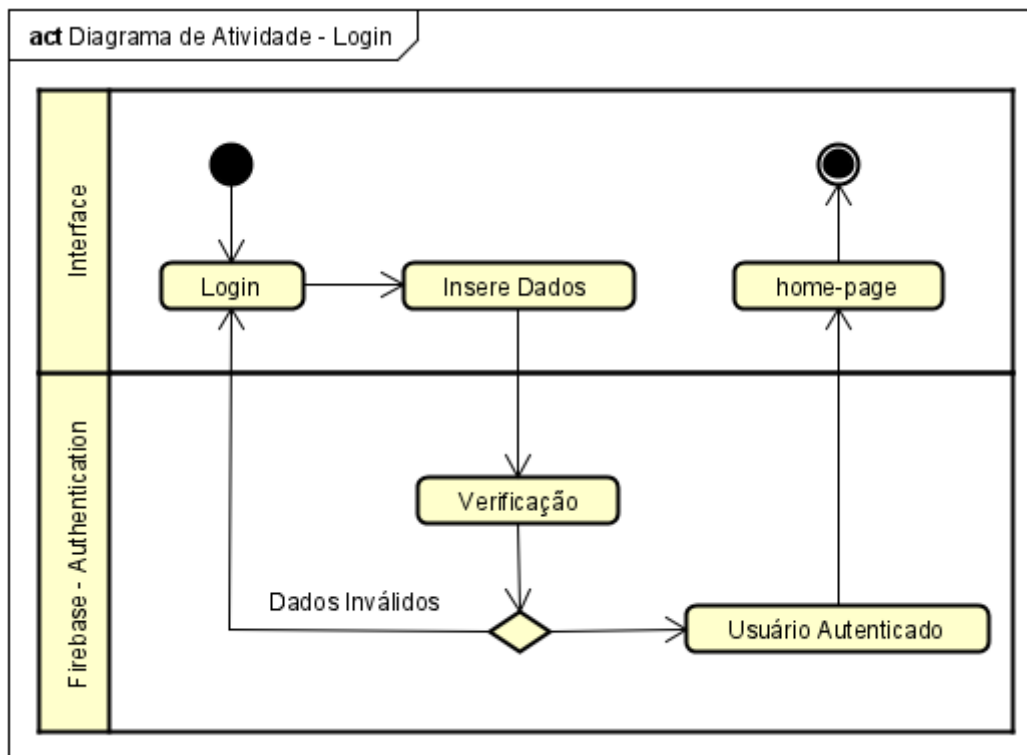 act Diagrama de Atividade - Login
Interface
Login
Insere Dados
home-page
Firebase - Authentication
Verificação
Dados Inválidos
Usuário Autenticado